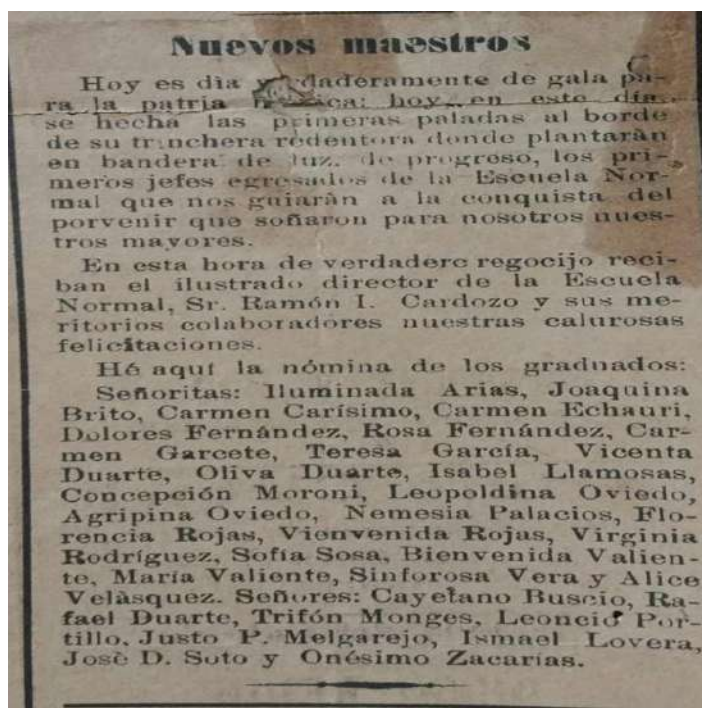 Nuevos maestros
Hoy es dìa verdaderamente de gala pa-
ra la patria hoy en este dia,
se hecha las primeras paladas al borde
de su trinchera redentora donde plantaràn
en bandera de luz, de progreso, los pri-
meros jefes egresados de la Escuela Nor-
mal que nos guiaràn a la conquista del
porvenir que soñaron para nosotros nues-
tros mayores.
En esta hora de verdaderc regocijo reci-
ban el ilustrado director de la Escuela
Normal, Sr. Ramón I. Cardozo y sus me-
ritorios colaboradores nuestras calurosas
felicitaciones.
Hé aquí la nómina de los graduados:
Señoritas: Iluminada Arias, Joaquina
Brito, Carmen Carísimo, Carmen Echauri,
Dolores Fernández, Rosa Fernández, Car-
men Garcete, Teresa García, Vicenta
Duarte, Oliva Duarte, Isabel Llamosas,
Concepción Moroni, Leopoldina Oviedo,
Agripina Oviedo, Nemesia Palacios, Flo-
rencia Rojas, Vienvenida Rojas, Virginia
Rodríguez, Sofía Sosa, Bienvenida Valien-
te, María Valiente, Sinforosa Vera y Alice
Velàsquez. Señores: Cayetano Buscio, Ra-
fael Duarte, Trifón Monges, Leoncio Por-
tillo, Justo P. Melgarejo, Ismael Lovera,
Josè D. Soto y Onésimo Zacarías.